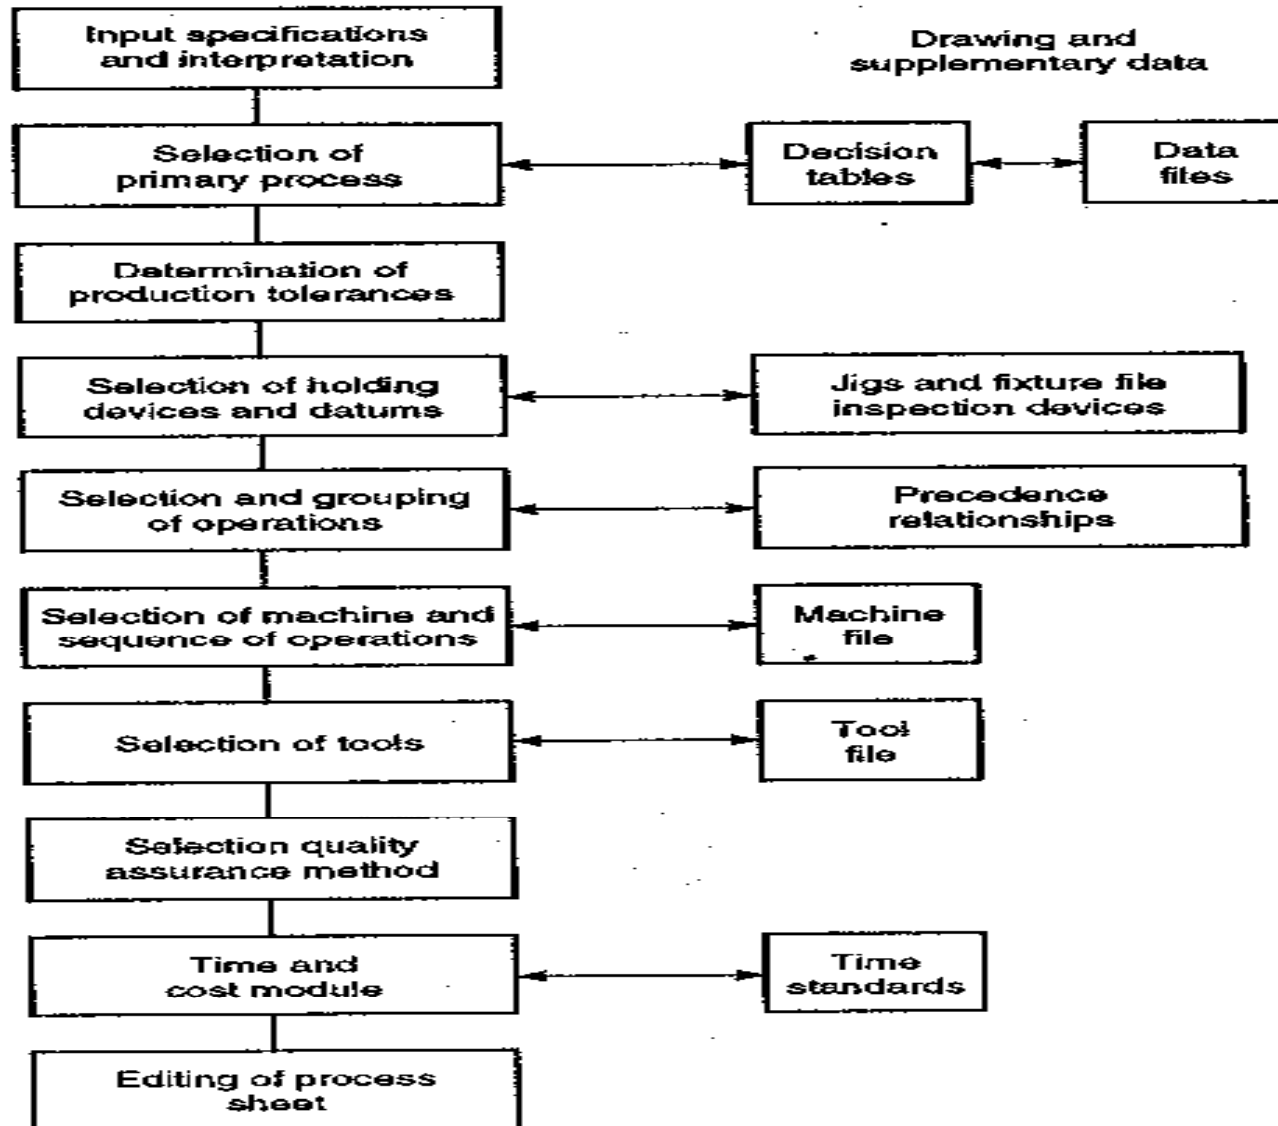 Input specifications
and interpretation
Drawing and
supplementary data
Selection of
primary process
Decision
tables
Data
files
Determination of
production tolerances
Selection of holding
devices and datums
Jigs and fixture file
inspection devices
Selection and grouping
of operations
Precedence
relationships
Selection of machine and
sequence of operations
Machine
file
Selection of tools
Tool
file
Selection quality
assurance method
Time and
cost module
Time
standards
Editing of process
sheet